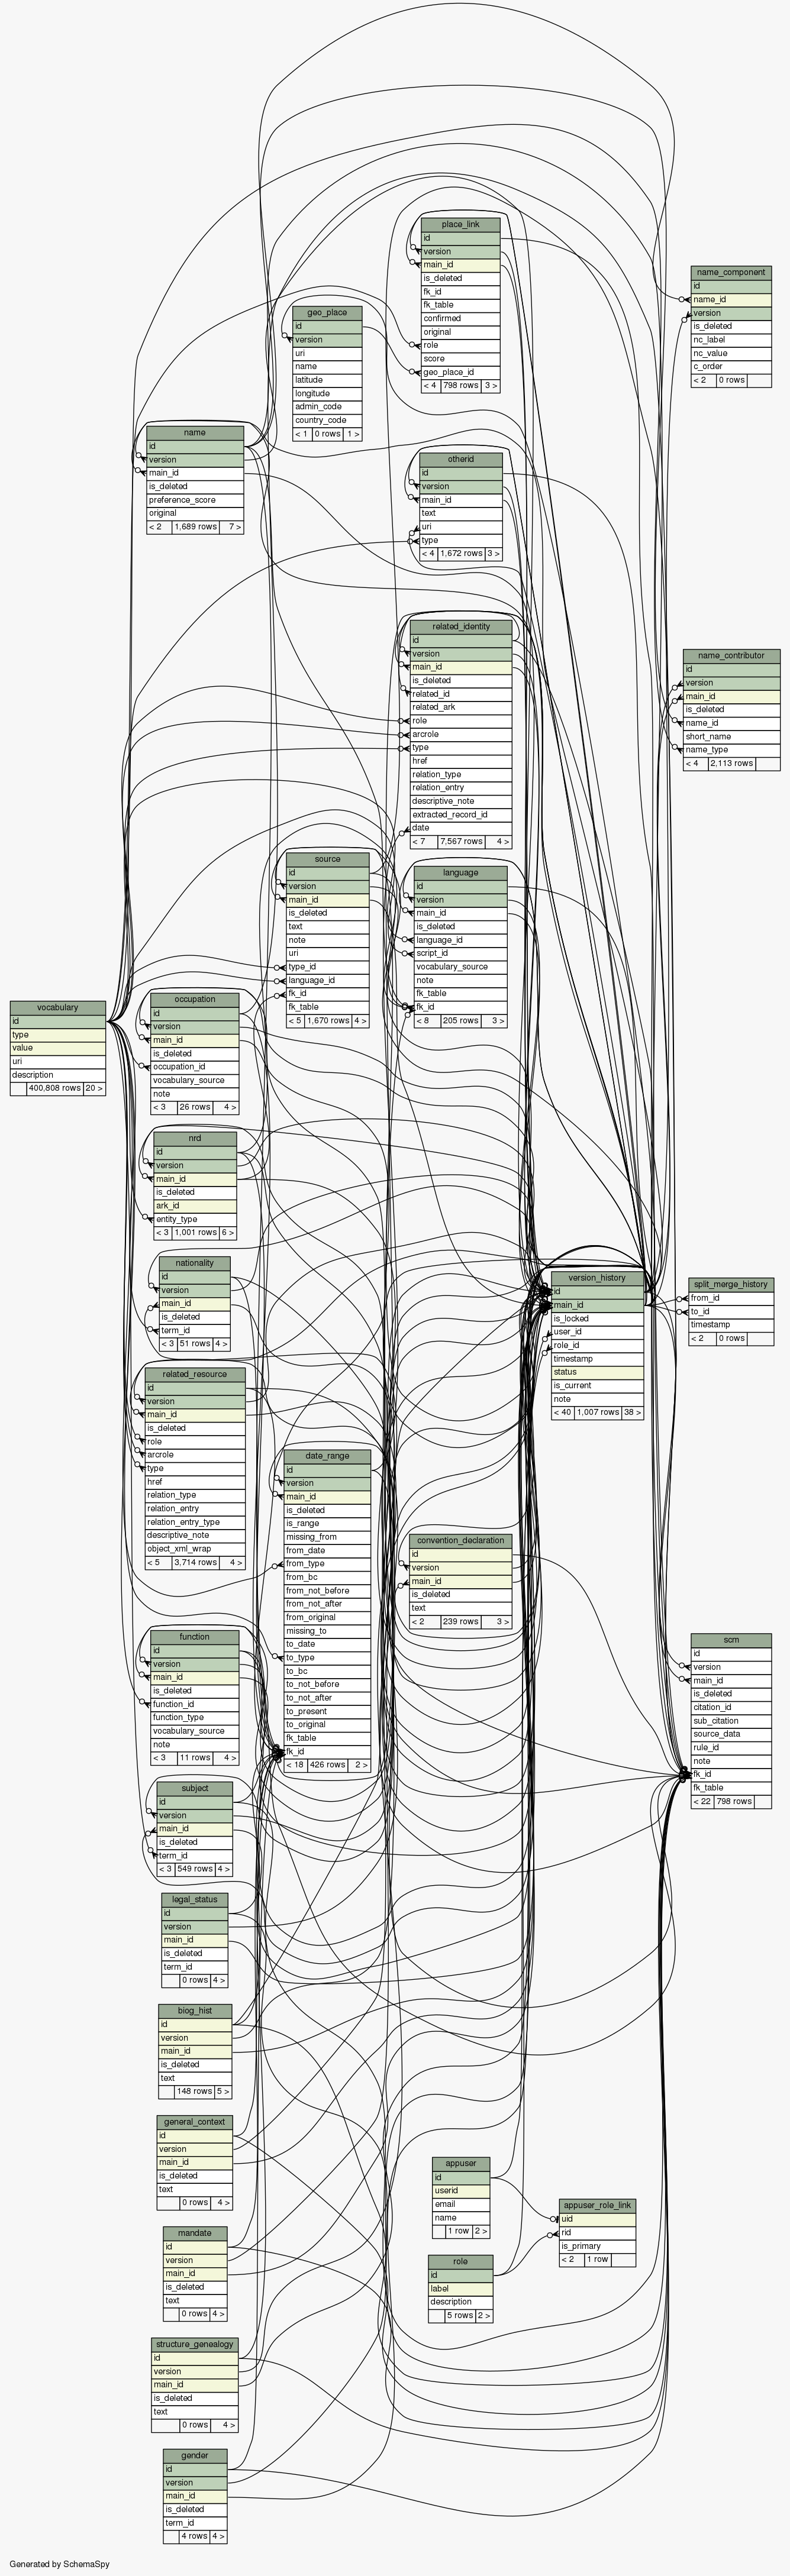 place_link
id
version
main_id
is_deleted
fk_id
fk_table
confirmed
original
role
score
geo_place_id
< 4 798 rows 3 >
name_component
id
name_id
version
is_deleted
nc_label
nc_value
c_order
< 2 0 rows
geo_place
id
version
uri
name
latitude
longitude
admin_code
country_code
< 1 0 rows 1 >
name
id
version
main_id
is_deleted
preference_score
original
< 2 1,689 rows 7 >
otherid
id
version
main_id
text
uri
type
< 4 1,672 rows 3 >
related_identity
id
version
main_id
is_deleted
related_id
related_ark
role
arcrole
type
href
relation_type
relation_entry
descriptive_note
extracted_record_id
date
< 7 7,567 rows 4 >
name_contributor
id
version
main_id
is_deleted
name_id
short_name
name_type
< 4 2,113 rows
source
id
version
main_id
is_deleted
text
note
uri
type_id
language_id
fk_id
fk_table
< 5 1,670 rows 4 >
language
id
version
main_id
is_deleted
language_id
script_id
vocabulary_source
note
fk_table
fk_id
< 8 205 rows 3 >
vocabulary
id
type
value
uri
description
400,808 rows 20 >
occupation
id
version
main_id
is_deleted
occupation_id
vocabulary_source
note
< 3 26 rows 4 >
nrd
id
version
main_id
is_deleted
ark_id
entity_type
< 3 1,001 rows 6 >
nationality
id
version
main_id
is_deleted
term_id
< 3 51 rows 4 >
version_history
id
main_id
is_locked
user_id
role_id
timestamp
status
is_current
note
< 40 1,007 rows 38 >
split_merge_history
from_id
to_id
timestamp
< 2 0 rows
related_resource
id
version
main_id
is_deleted
role
arcrole
type
href
relation_type
relation_entry
relation_entry_type
descriptive_note
object_xml_wrap
< 5 3,714 rows 4 >
date_range
id
version
main_id
is_deleted
is_range
missing_from
from_date
from_type
from_bc
from_not_before
from_not_after
from_original
missing_to
to_date
to_type
to_bc
to_not_before
to_not_after
to_present
to_original
fk_table
fk_id
< 18 426 rows 2 >
convention_declaration
id
version
main_id
is_deleted
text
< 2 239 rows 3 >
function
id
version
main_id
is_deleted
function_id
function_type
vocabulary_source
note
< 3 11 rows 4 >
scm
id
version
main_id
is_deleted
citation_id
sub_citation
source_data
rule_id
note
fk_id
fk_table
< 22 798 rows
subject
id
version
main_id
is_deleted
term_id
< 3 549 rows 4 >
legal_status
id
version
main_id
is_deleted
term_id
0 rows 4 >
biog_hist
id
version
main_id
is_deleted
text
148 rows 5 >
general_context
id
version
main_id
is_deleted
text
0 rows 4 >
appuser
id
userid
email
name
1 row 2 >
appuser_role_link
uid
rid
is_primary
< 2 1 row
mandate
id
version
main_id
is_deleted
text
0 rows 4 >
role
id
label
description
5 rows 2 >
structure_genealogy
id
version
main_id
is_deleted
text
0 rows 4 >
gender
id
version
main_id
is_deleted
term_id
4 rows 4 >
Generated by SchemaSpy